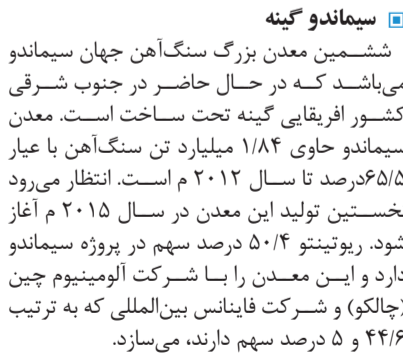 سیماندو گینه
ششمین معدن بزرگ سنگ‌آهن جهان سیماندو
می‌باشد که در حال حاضر در جنوب شرقی
کشور افریقایی گینه تحت ساخت است. معدن
سیماندو حاوی ۱/۸۴ میلیارد تن سنگ‌آهن با عیار
۶۵/۵درصد تا سال ۲۰۱۲ م است. انتظار می‌رود
نخستین تولید این معدن در سال ۲۰۱۵ م آغاز
شود. ریوتینتو ۵۰/۴ درصد سهم در پروژه سیماندو
دارد و این معدن را با شرکت آلومینیوم چین
(چالکو) و شرکت فاینانس بین‌المللی که به ترتیب
۴۴/۶ و ۵ درصد سهم دارند، می‌سازد.